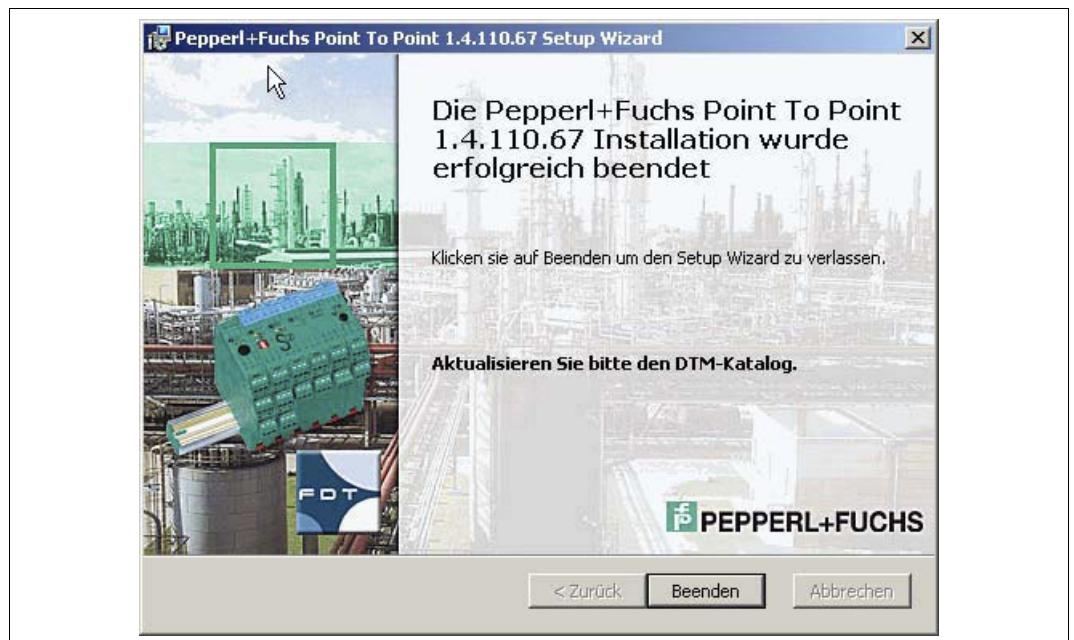 Pepperl+Fuchs Point To Point 1.4.110.67 Setup Wizard
Die Pepperl+Fuchs Point To Point
1.4.110.67 Installation wurde
erfolgreich beendet
Klicken sie auf Beenden um den Setup Wizard zu verlassen.
Aktualisieren Sie bitte den DTM-Katalog.
FDT
PEPPERL+FUCHS
< Zurück
Beenden
Abbrechen